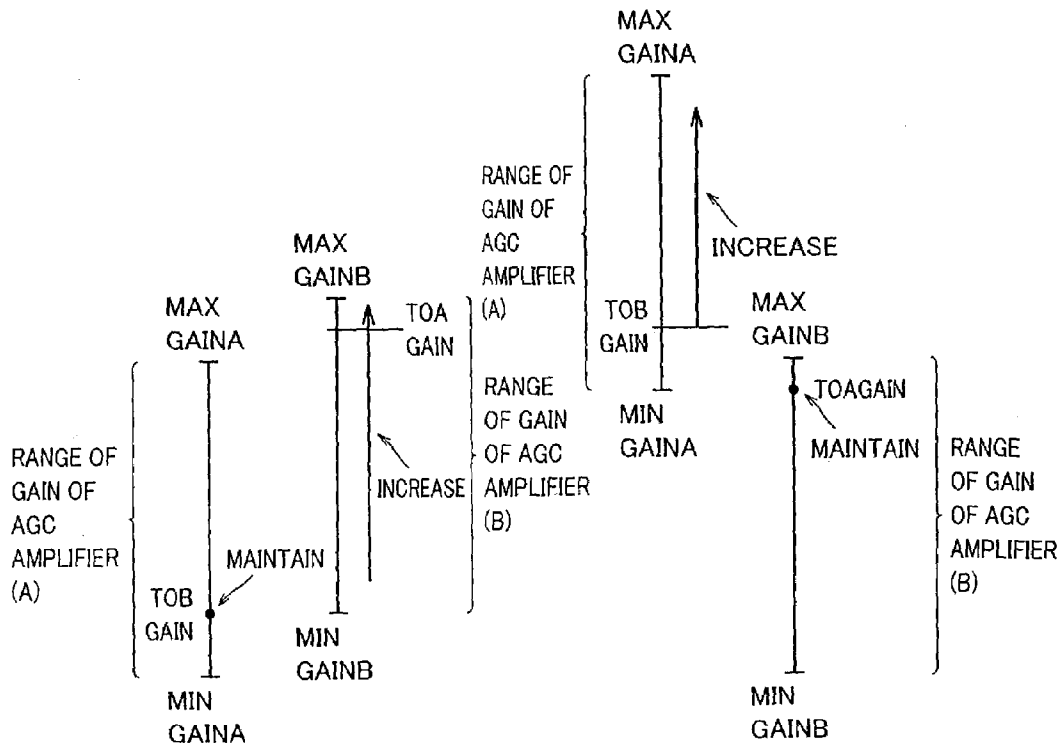 MAX
GAINA
RANGE OF
GAIN OF
AGC
AMPLIFIER
(A)
TOB
GAIN
MAINTAIN
MIN
GAINA
MAX
GAINB
TOA
GAIN
INCREASE
RANGE
OF GAIN
OF AGC
AMPLIFIER
(B)
MIN
GAINB
MAX
GAINA
RANGE OF
GAIN OF
AGC
AMPLIFIER
(A)
INCREASE
TOB
GAIN
MIN
GAINA
MAX
GAINB
TOAGAIN
MAINTAIN
RANGE
OF GAIN
OF AGC
AMPLIFIER
(B)
MIN
GAINB